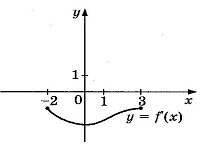 y
1
-2 0 1 3 x
y = f'(x)